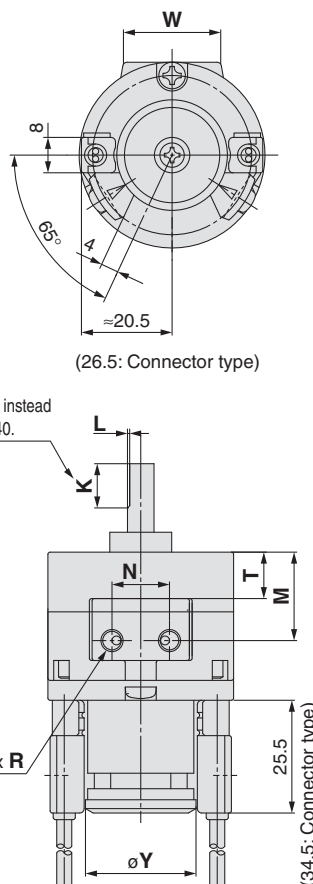 W
8
65°
4
≈20.5
(26.5: Connector type)
instead
40.
L
K
N
T
M
x R
25.5
(34.5: Connector type)
øY